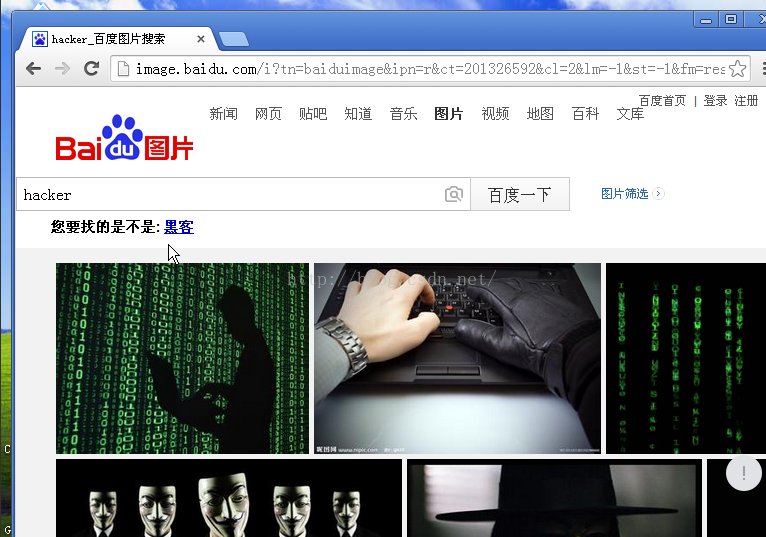 hacker_百度图片搜索
image.baidu.com/i?tn=baiduimage&ipn=r&ct=201326592&cl=2&lm=-1&st=-1&fm=res
百度首页 | 登录 注册
新闻 网页 贴吧 知道 音乐 图片 视频 地图 百科 文库
Bai du 图片
hacker 百度一下 图片筛选
您要找的是不是: 黑客
http://blog.csdn.net/
昵图网 www.nipic.com
C
G